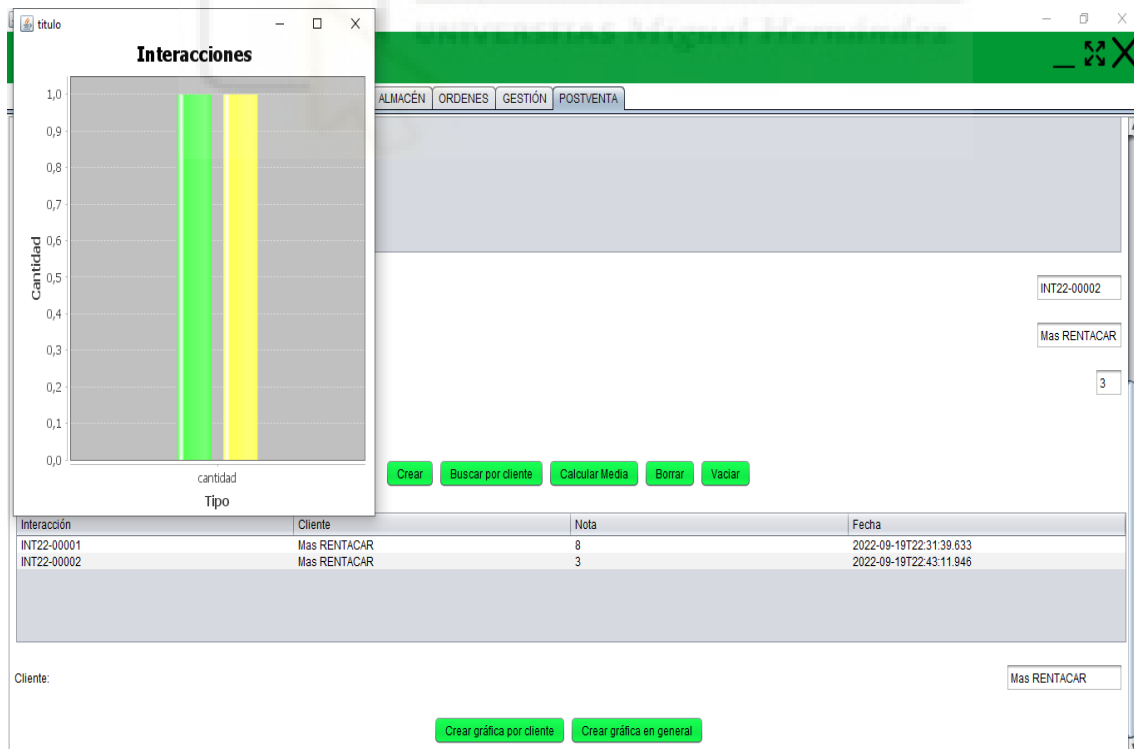 titulo
Interacciones
1,0
0,9
0,8
0,7
0,6
0,5
0,4
0,3
0,2
0,1
0,0
Cantidad
cantidad
Tipo
UNIVERSITAS Miguel Hernández
ALMACÉN ORDENES GESTIÓN POSTVENTA
INT22-00002
Mas RENTACAR
3
Crear Buscar por cliente Calcular Media Borrar Vaciar
Interacción Cliente Nota Fecha
INT22-00001 Mas RENTACAR 8 2022-09-19T22:31:39.633
INT22-00002 Mas RENTACAR 3 2022-09-19T22:43:11.946
Cliente: Mas RENTACAR
Crear gráfica por cliente Crear gráfica en general